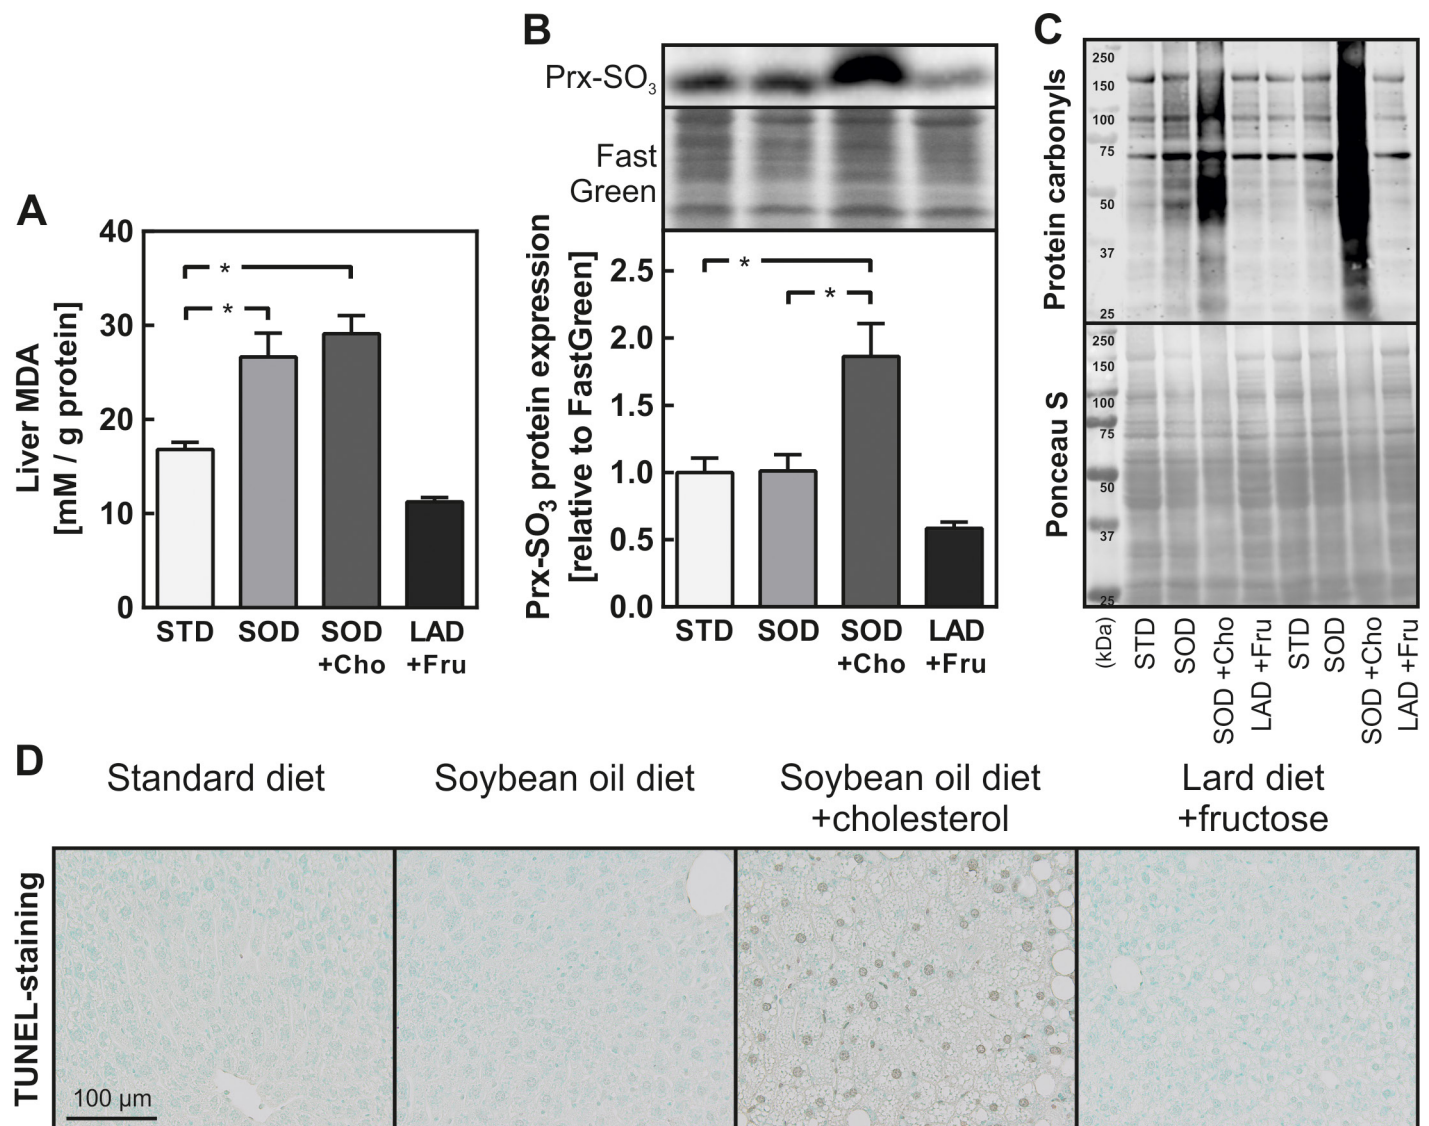 A
Liver MDA
[mM / g protein]
40
30
20
10
0
*
*
STD
SOD
SOD
+Cho
LAD
+Fru
B
Prx-SO3
Fast
Green
Prx-SO3 protein expression
[relative to FastGreen]
2.5
2.0
1.5
1.0
0.5
0.0
*
*
STD
SOD
SOD
+Cho
LAD
+Fru
C
Protein carbonyls
250
150
100
75
50
37
25
Ponceau S
250
150
100
75
50
37
25
(kDa)
STD
SOD
SOD +Cho
LAD +Fru
STD
SOD
SOD +Cho
LAD +Fru
D
Standard diet
Soybean oil diet
Soybean oil diet
+cholesterol
Lard diet
+fructose
TUNEL-staining
100 µm